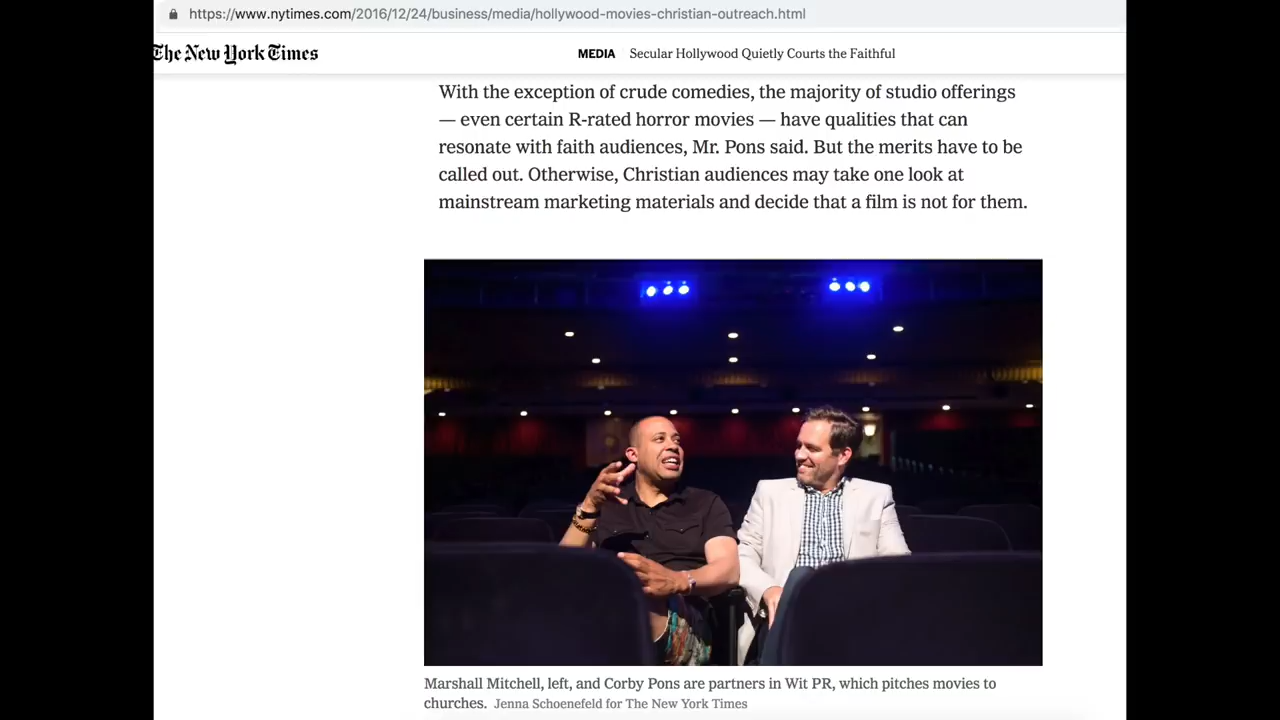 https://www.nytimes.com/2016/12/24/business/media/hollywood-movies-christian-outreach.html
The New York Times
MEDIA Secular Hollywood Quietly Courts the Faithful
With the exception of crude comedies, the majority of studio offerings
— even certain R-rated horror movies — have qualities that can
resonate with faith audiences, Mr. Pons said. But the merits have to be
called out. Otherwise, Christian audiences may take one look at
mainstream marketing materials and decide that a film is not for them.
Marshall Mitchell, left, and Corby Pons are partners in Wit PR, which pitches movies to
churches. Jenna Schoenefeld for The New York Times